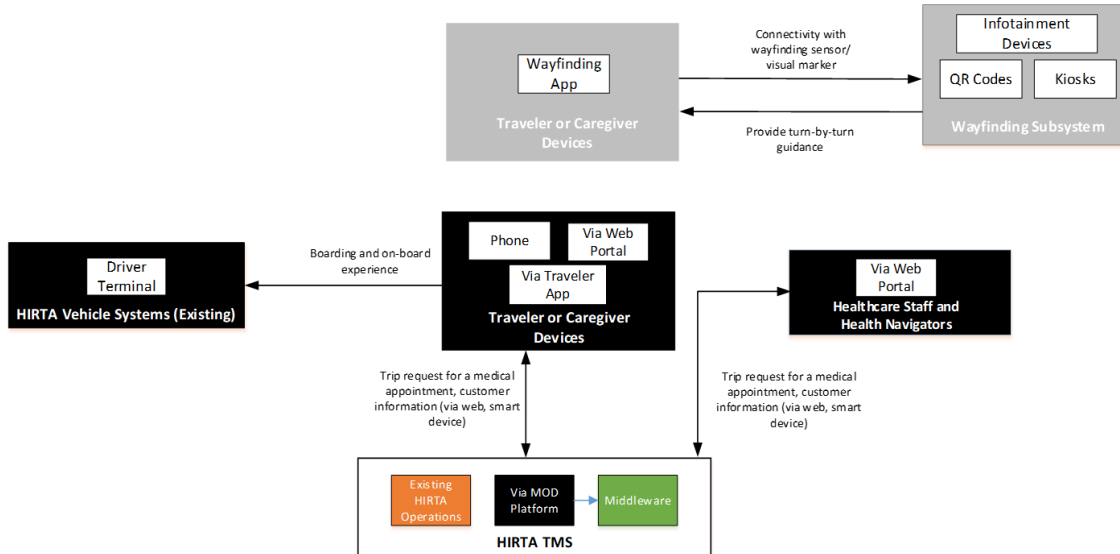 Infotainment
Devices
QR Codes
Kiosks
Wayfinding Subsystem
Connectivity with
wayfinding sensor/
visual marker
Wayfinding
App
Traveler or Caregiver
Devices
Provide turn-by-turn
guidance
Phone
Via Web
Portal
Via Traveler
App
Traveler or Caregiver
Devices
Boarding and on-board
experience
Driver
Terminal
HIRTA Vehicle Systems (Existing)
Via Web
Portal
Healthcare Staff and
Health Navigators
Trip request for a medical
appointment, customer
information (via web, smart
device)
Trip request for a medical
appointment, customer
information (via web, smart
device)
Existing
HIRTA
Operations
Via MOD
Platform
Middleware
HIRTA TMS